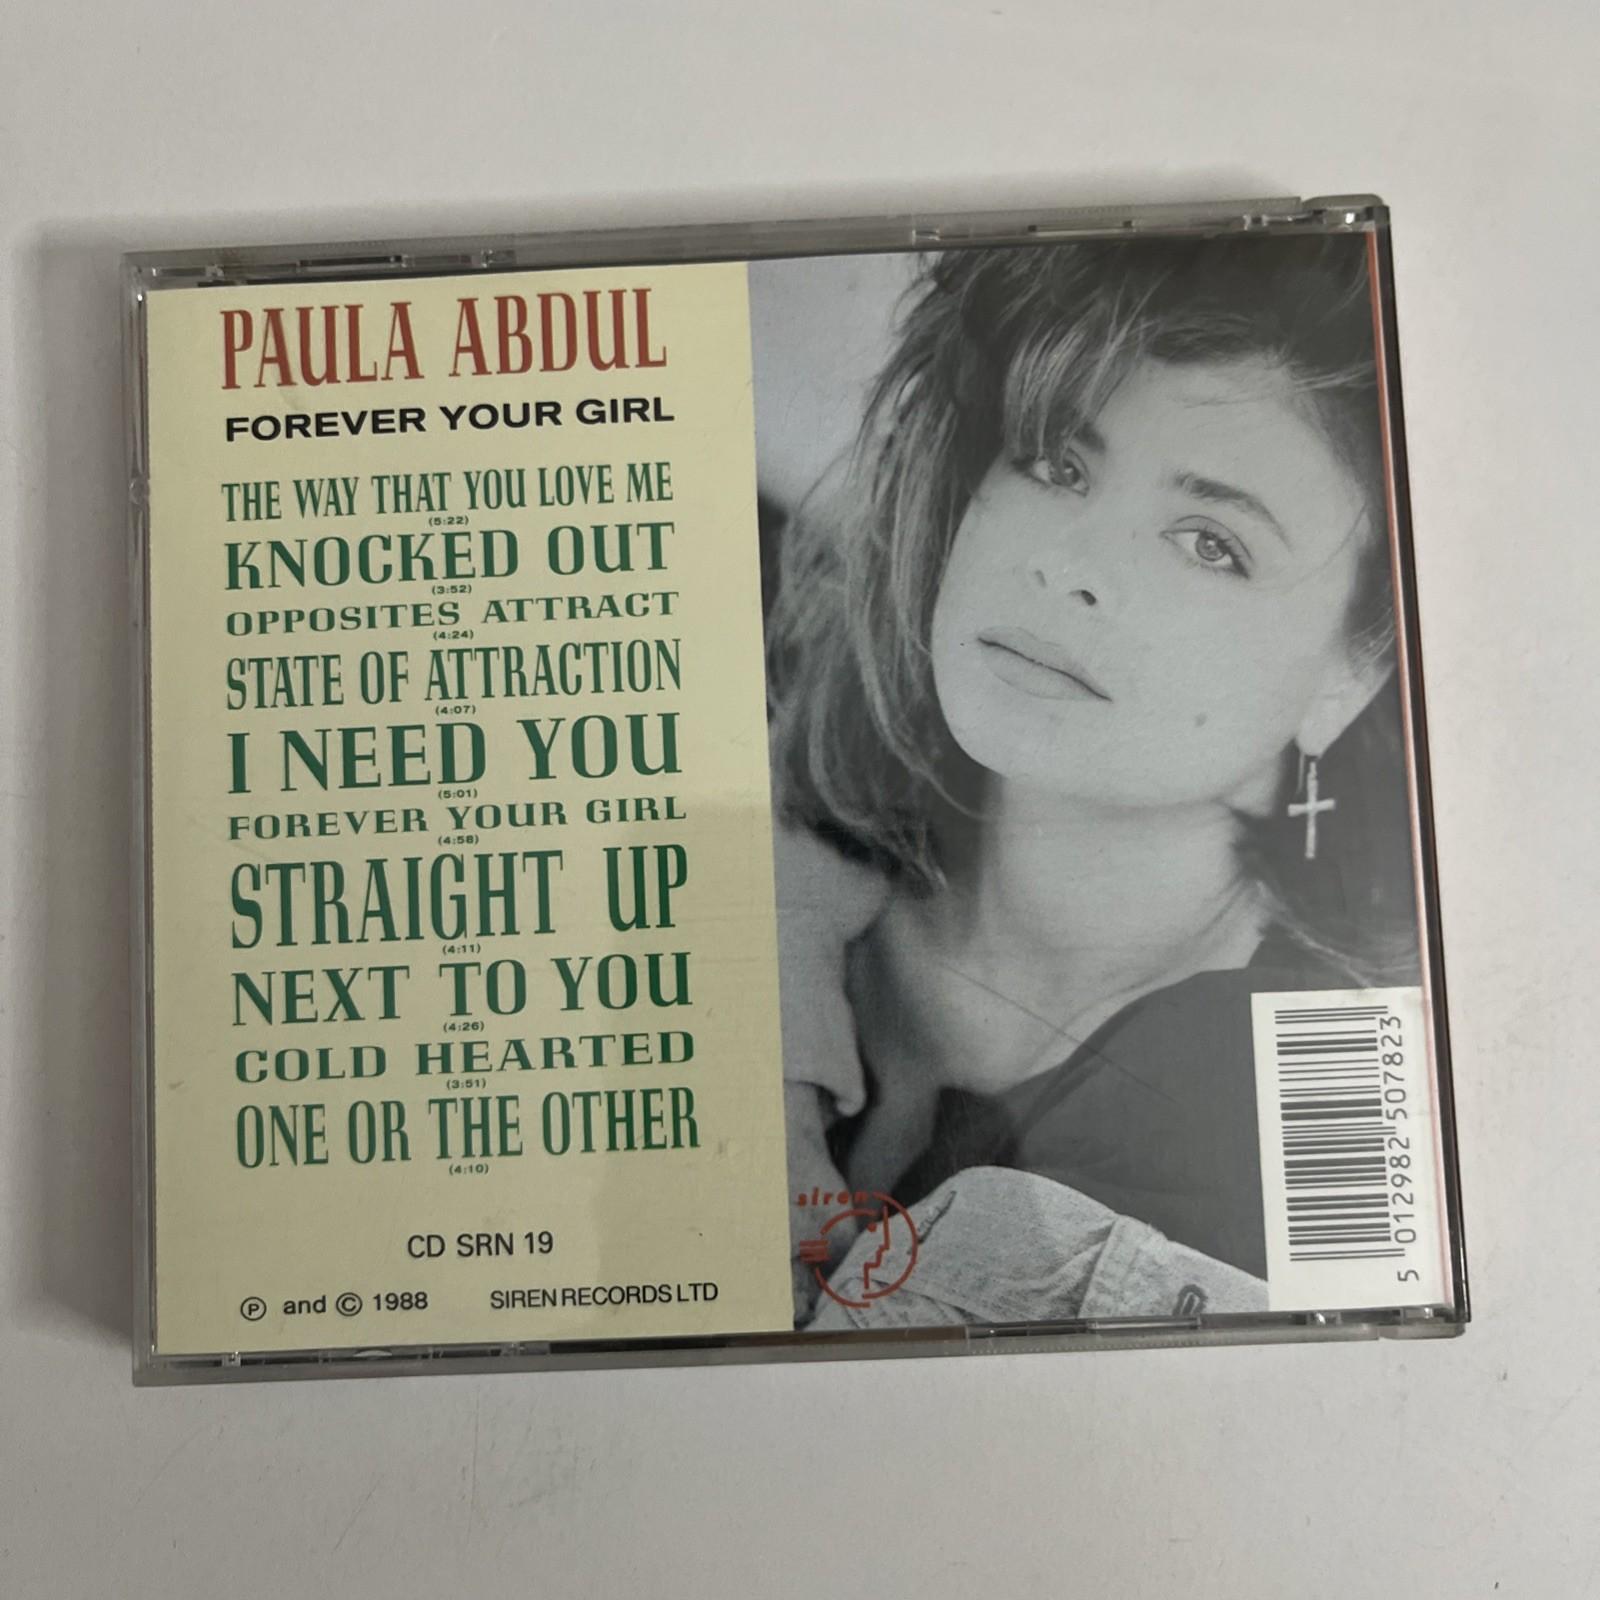 PAULA ABDUL
FOREVER YOUR GIRL
THE WAY THAT YOU LOVE ME
(5:22)
KNOCKED OUT
(3:52)
OPPOSITES ATTRACT
(4:24)
STATE OF ATTRACTION
(4:07)
I NEED YOU
(5:01)
FOREVER YOUR GIRL
(4:58)
STRAIGHT UP
(4:11)
NEXT TO YOU
(4:26)
COLD HEARTED
(3:51)
ONE OR THE OTHER
(4:10)
CD SRN 19
℗ and © 1988 SIREN RECORDS LTD
siren
5 012982 507823